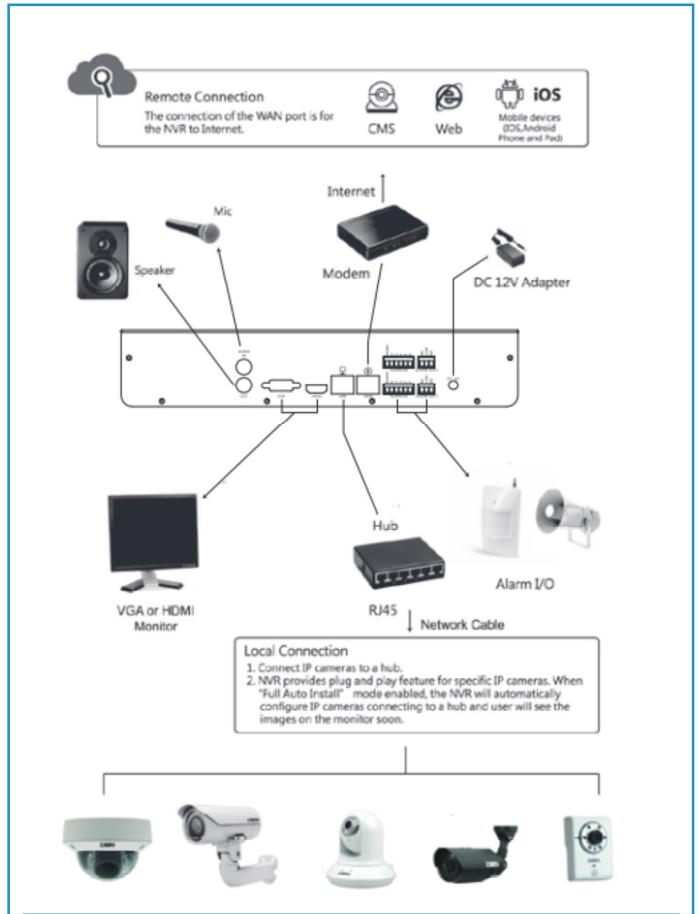 Remote Connection
The connection of the WAN port is for
the NVR to Internet.
CMS
Web
iOS
Mobile devices
(IOS,Android
Phone and Pad)
Internet
Mic
Speaker
Modem
DC 12V Adapter
OUT
VGA
HDMI
Hub
RJ45
Alarm I/O
VGA or HDMI
Monitor
Network Cable
Local Connection
1. Connect IP cameras to a hub.
2. NVR provides plug and play feature for specific IP cameras. When
"Full Auto Install" mode enabled, the NVR will automatically
configure IP cameras connecting to a hub and user will see the
images on the monitor soon.